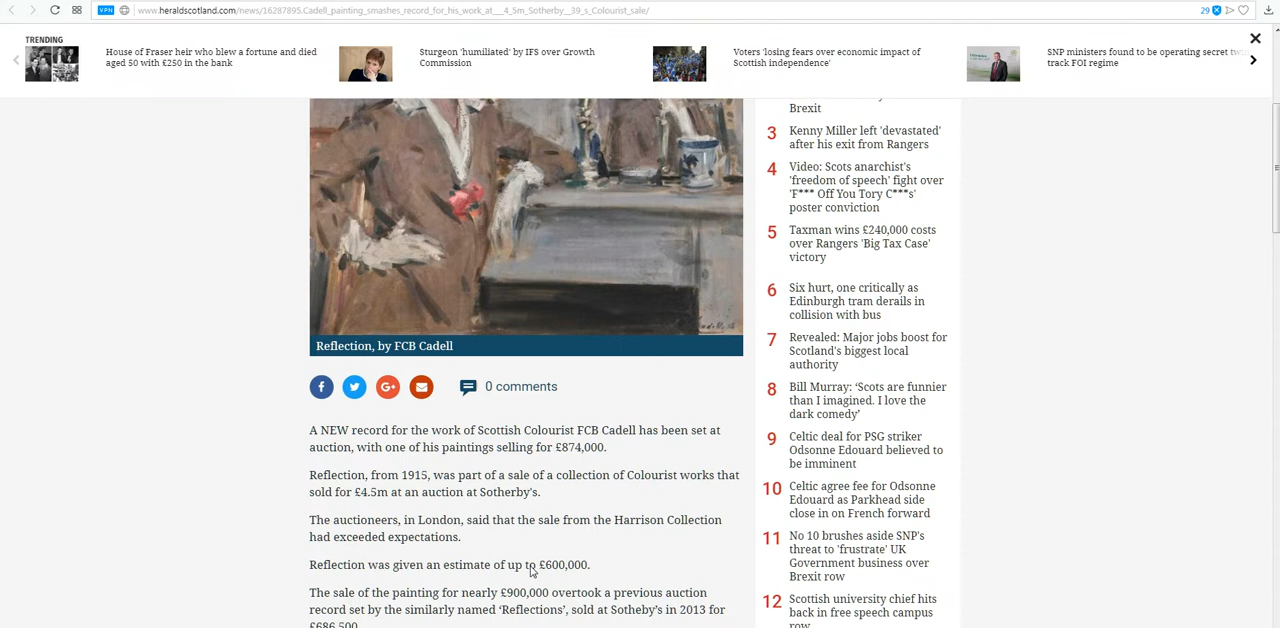 VPN
www.heraldscotland.com/news/16287895.Cadell_painting_smashes_record_for_his_work_at__4_5m_Sotherby__39_s_Colourist_sale/
29
TRENDING
House of Fraser heir who blew a fortune and died
aged 50 with £250 in the bank
Sturgeon 'humiliated' by IFS over Growth
Commission
Voters 'losing fears over economic impact of
Scottish independence'
SNP ministers found to be operating secret
track FOI regime
Reflection, by FCB Cadell
0 comments
A NEW record for the work of Scottish Colourist FCB Cadell has been set at
auction, with one of his paintings selling for £874,000.
Reflection, from 1915, was part of a sale of a collection of Colourist works that
sold for £4.5m at an auction at Sotherby's.
The auctioneers, in London, said that the sale from the Harrison Collection
had exceeded expectations.
Reflection was given an estimate of up to £600,000.
The sale of the painting for nearly £900,000 overtook a previous auction
record set by the similarly named ‘Reflections’, sold at Sotheby’s in 2013 for
£686,500
Brexit
3 Kenny Miller left 'devastated'
after his exit from Rangers
4 Video: Scots anarchist's
'freedom of speech' fight over
'F*** Off You Tory C***s'
poster conviction
5 Taxman wins £240,000 costs
over Rangers 'Big Tax Case'
victory
6 Six hurt, one critically as
Edinburgh tram derails in
collision with bus
7 Revealed: Major jobs boost for
Scotland's biggest local
authority
8 Bill Murray: ‘Scots are funnier
than I imagined. I love the
dark comedy’
9 Celtic deal for PSG striker
Odsonne Edouard believed to
be imminent
10 Celtic agree fee for Odsonne
Edouard as Parkhead side
close in on French forward
11 No 10 brushes aside SNP's
threat to 'frustrate' UK
Government business over
Brexit row
12 Scottish university chief hits
back in free speech campus
row